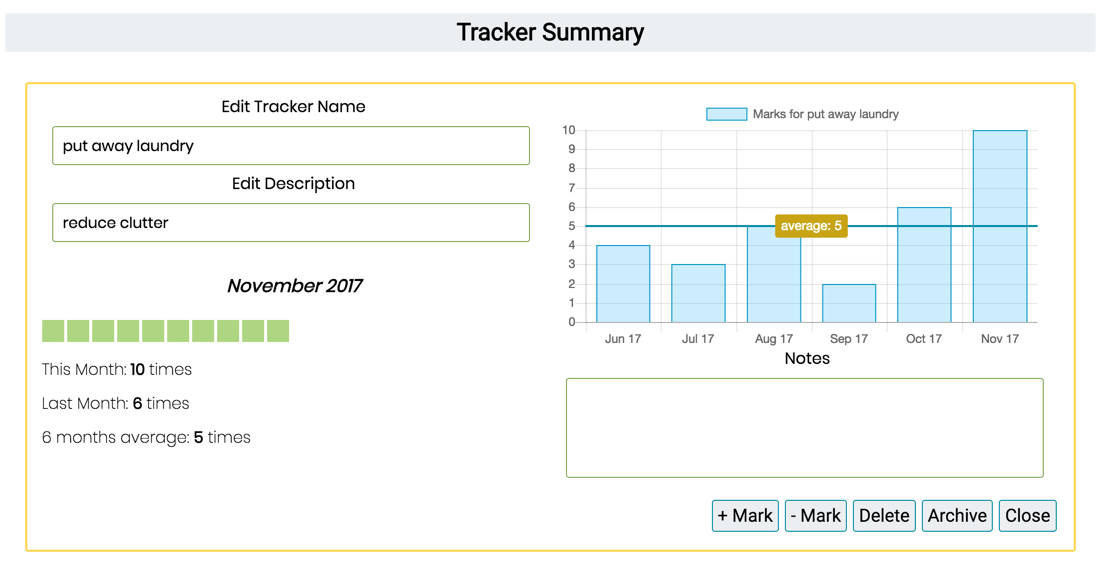 Tracker Summary
Edit Tracker Name
put away laundry
Edit Description
reduce clutter
November 2017
This Month: 10 times
Last Month: 6 times
6 months average: 5 times
Marks for put away laundry
10
9
8
7
6
5
4
3
2
1
0
average: 5
Jun 17 Jul 17 Aug 17 Sep 17 Oct 17 Nov 17
Notes
+ Mark - Mark Delete Archive Close